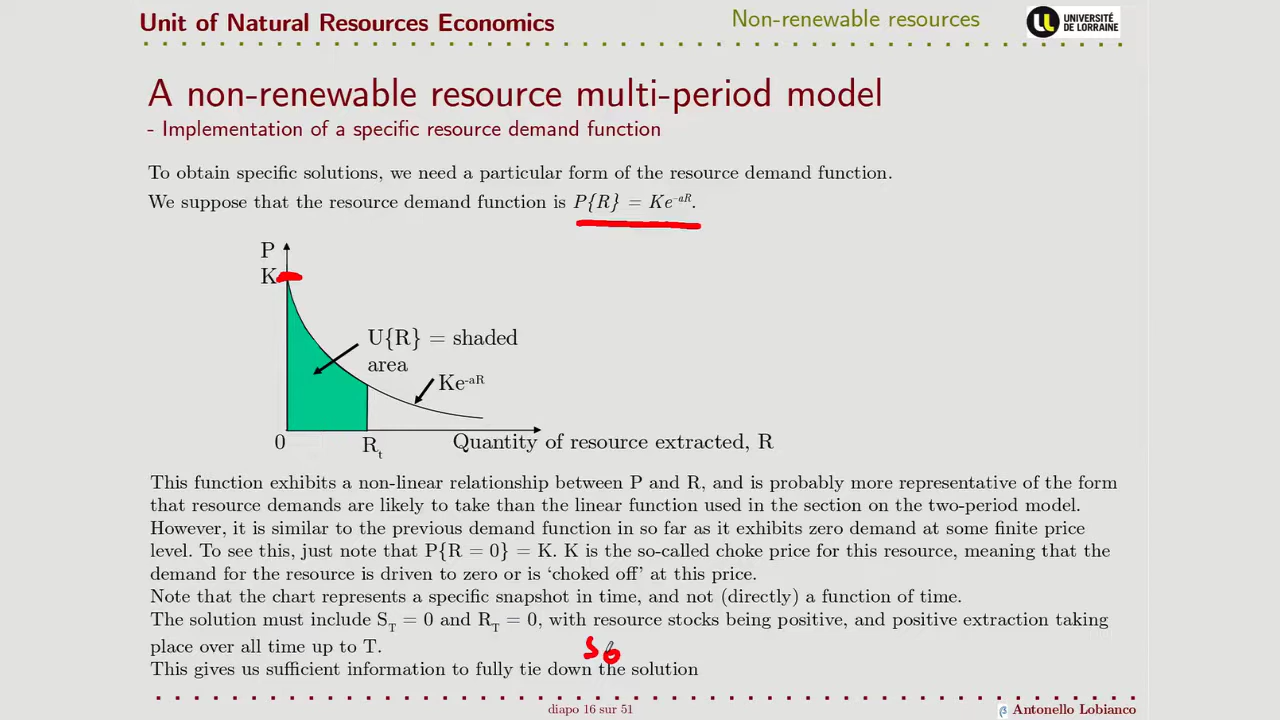 Unit of Natural Resources Economics
Non-renewable resources
UNIVERSITÉ
DE LORRAINE
A non-renewable resource multi-period model
- Implementation of a specific resource demand function
To obtain specific solutions, we need a particular form of the resource demand function.
We suppose that the resource demand function is P{R} = Ke^-aR.
P
K
U{R} = shaded
area
Ke-aR
0
R_t
Quantity of resource extracted, R
This function exhibits a non-linear relationship between P and R, and is probably more representative of the form
that resource demands are likely to take than the linear function used in the section on the two-period model.
However, it is similar to the previous demand function in so far as it exhibits zero demand at some finite price
level. To see this, just note that P{R = 0} = K. K is the so-called choke price for this resource, meaning that the
demand for the resource is driven to zero or is ‘choked off’ at this price.
Note that the chart represents a specific snapshot in time, and not (directly) a function of time.
The solution must include S_T = 0 and R_T = 0, with resource stocks being positive, and positive extraction taking
place over all time up to T.
This gives us sufficient information to fully tie down the solution
diapo 16 sur 51
Antonello Lobianco